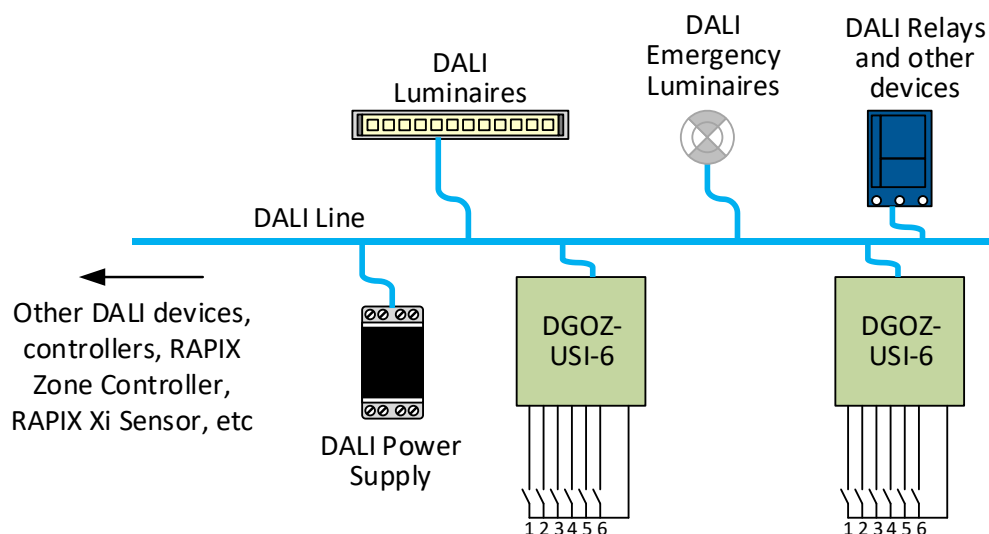 DALI
Luminaires
DALI
Emergency
Luminaires
DALI Relays
and other
devices
DALI Line
Other DALI devices,
controllers, RAPIX
Zone Controller,
RAPIX Xi Sensor, etc
DALI Power
Supply
DGOZ-
USI-6
1 2 3 4 5 6
DGOZ-
USI-6
1 2 3 4 5 6